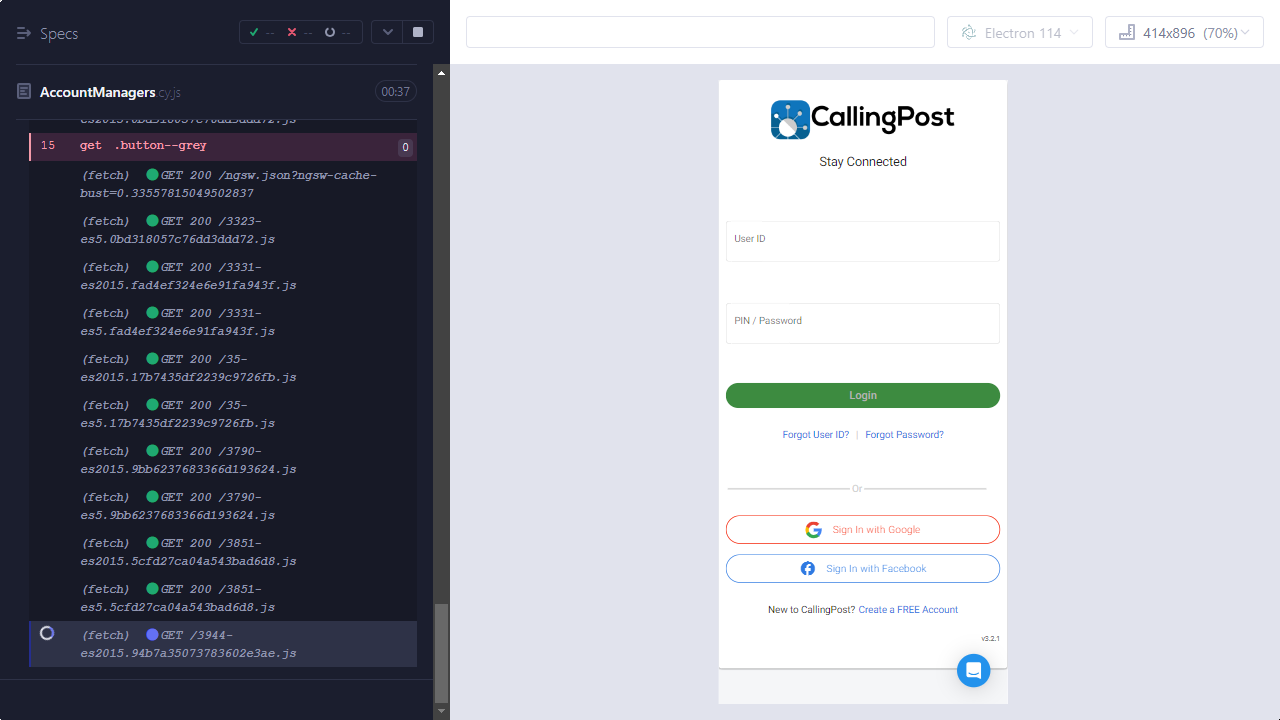 Specs
--
--
--
Electron 114
414x896 (70%)
AccountManagers.cy.js
00:37
es2015.0bd318057c76dd3ddd72.js
15 get .button--grey 0
(fetch) GET 200 /ngsw.json?ngsw-cache-
bust=0.33557815049502837
(fetch) GET 200 /3323-
es5.0bd318057c76dd3ddd72.js
(fetch) GET 200 /3331-
es2015.fad4ef324e6e91fa943f.js
(fetch) GET 200 /3331-
es5.fad4ef324e6e91fa943f.js
(fetch) GET 200 /35-
es2015.17b7435df2239c9726fb.js
(fetch) GET 200 /35-
es5.17b7435df2239c9726fb.js
(fetch) GET 200 /3790-
es2015.9bb6237683366d193624.js
(fetch) GET 200 /3790-
es5.9bb6237683366d193624.js
(fetch) GET 200 /3851-
es2015.5cfd27ca04a543bad6d8.js
(fetch) GET 200 /3851-
es5.5cfd27ca04a543bad6d8.js
(fetch) GET /3944-
es2015.94b7a35073783602e3ae.js
CallingPost
Stay Connected
User ID
PIN / Password
Login
Forgot User ID? | Forgot Password?
Or
Sign In with Google
Sign In with Facebook
New to CallingPost? Create a FREE Account
v3.2.1